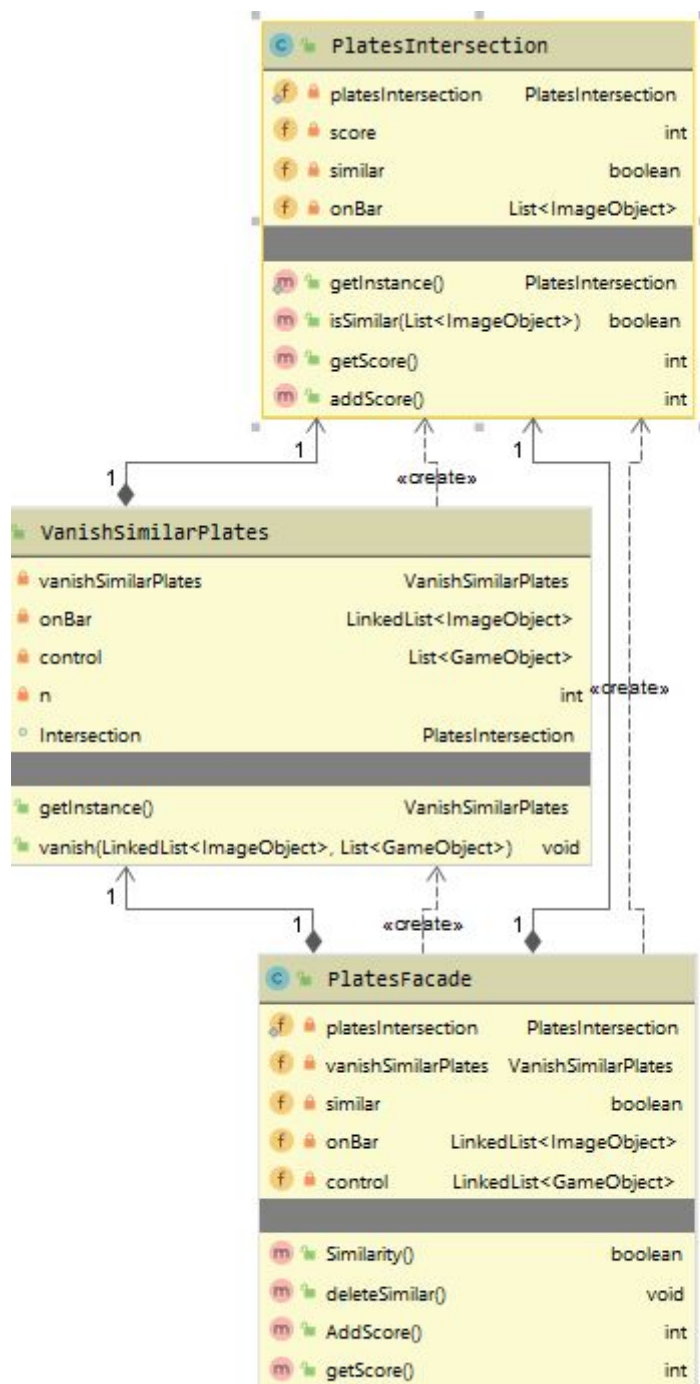 PlatesIntersection
platesIntersection PlatesIntersection
score int
similar boolean
onBar List<ImageObject>
getInstance() PlatesIntersection
isSimilar(List<ImageObject>) boolean
getScore() int
addScore() int
1 1
1 «create»
VanishSimilarPlates
vanishSimilarPlates VanishSimilarPlates
onBar LinkedList<ImageObject>
control List<GameObject>
n int «create»
Intersection PlatesIntersection
getInstance() VanishSimilarPlates
vanish(LinkedList<ImageObject>, List<GameObject>) void
1
1 «create» 1
PlatesFacade
platesIntersection PlatesIntersection
vanishSimilarPlates VanishSimilarPlates
similar boolean
onBar LinkedList<ImageObject>
control LinkedList<GameObject>
Similarity() boolean
deleteSimilar() void
AddScore() int
getScore() int